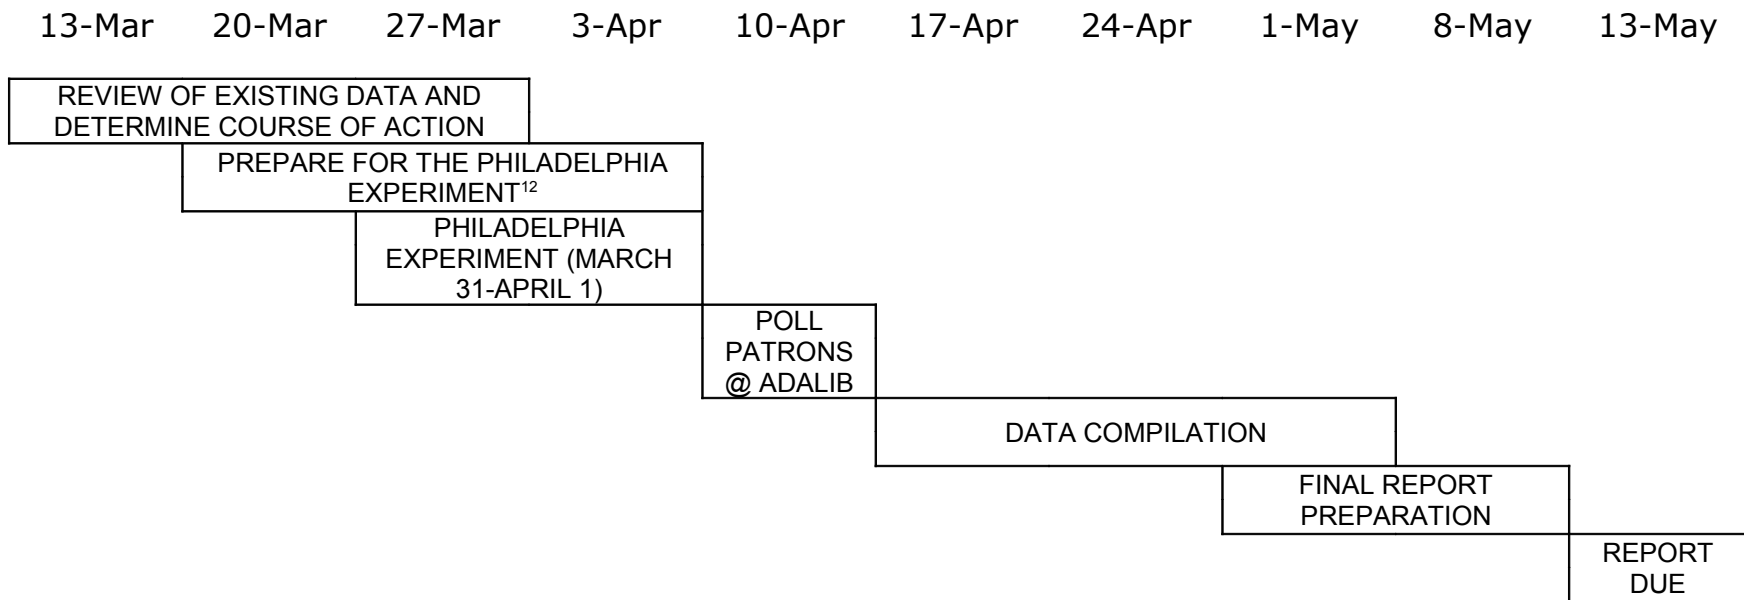 13-Mar 20-Mar 27-Mar 3-Apr 10-Apr 17-Apr 24-Apr 1-May 8-May 13-May
REVIEW OF EXISTING DATA AND
DETERMINE COURSE OF ACTION
PREPARE FOR THE PHILADELPHIA
EXPERIMENT¹²
PHILADELPHIA
EXPERIMENT (MARCH
31-APRIL 1)
POLL
PATRONS
@ ADALIB
DATA COMPILATION
FINAL REPORT
PREPARATION
REPORT
DUE